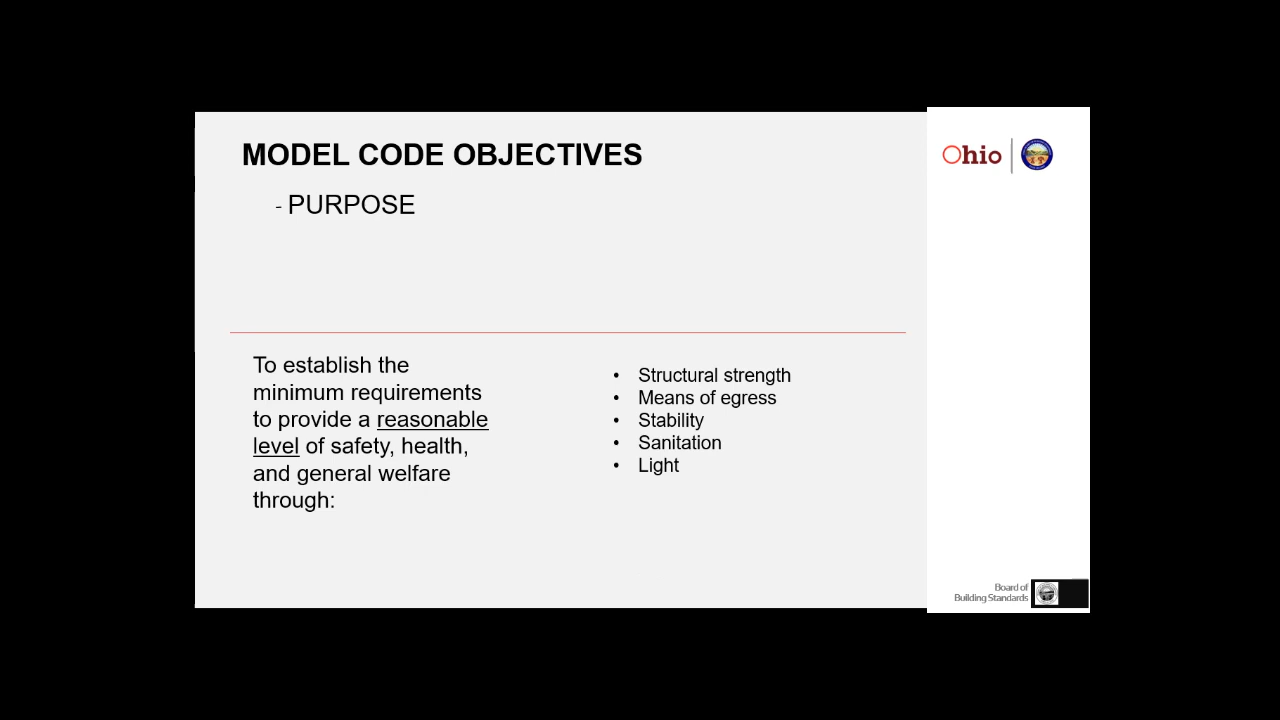 MODEL CODE OBJECTIVES
- PURPOSE
Ohio
To establish the
minimum requirements
to provide a reasonable
level of safety, health,
and general welfare
through:
• Structural strength
• Means of egress
• Stability
• Sanitation
• Light
Board of
Building Standards